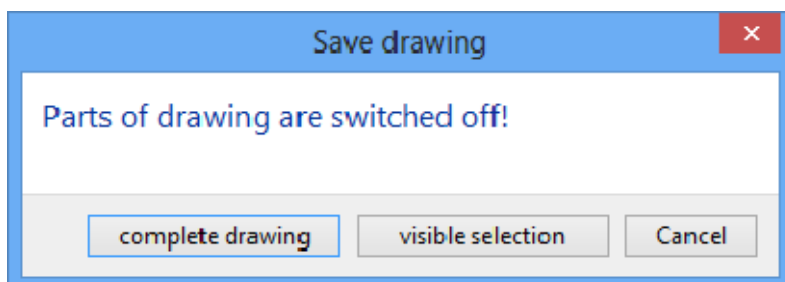 Save drawing
Parts of drawing are switched off!
complete drawing visible selection Cancel